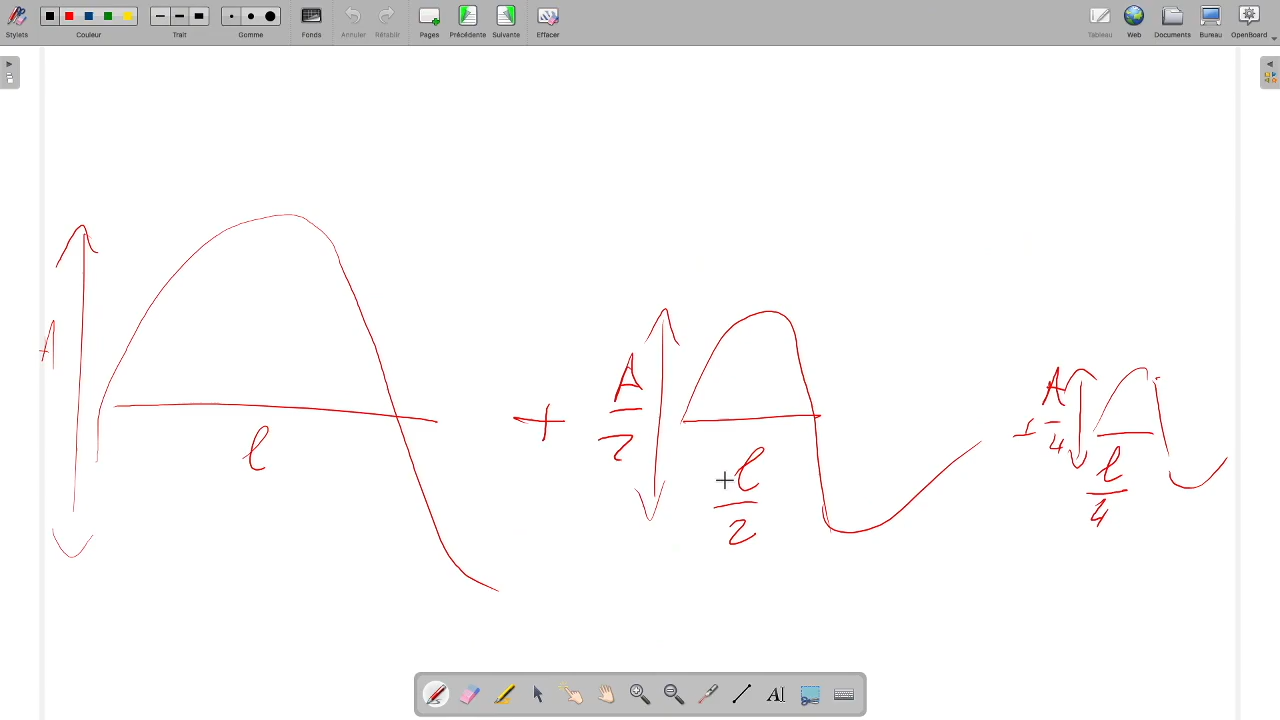 Stylets Couleur Trait Gomme Fonds Annuler Rétablir Pages Précédente Suivante Effacer Tableau Web Documents Bureau OpenBoard
A
l
+
A
2
l
2
+
A
4
l
4